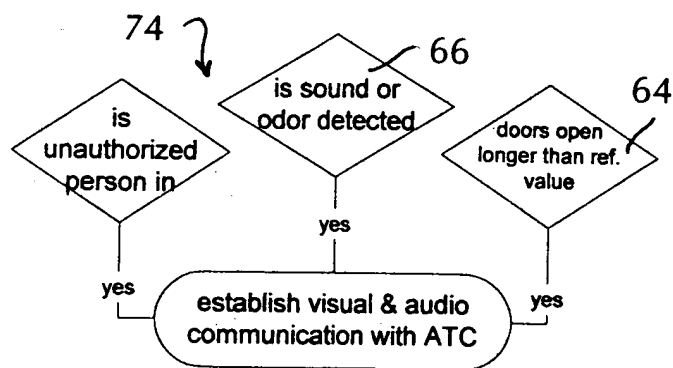 74
66
64
is
unauthorized
person in
is sound or
odor detected
doors open
longer than ref.
value
yes
yes
yes
establish visual & audio
communication with ATC